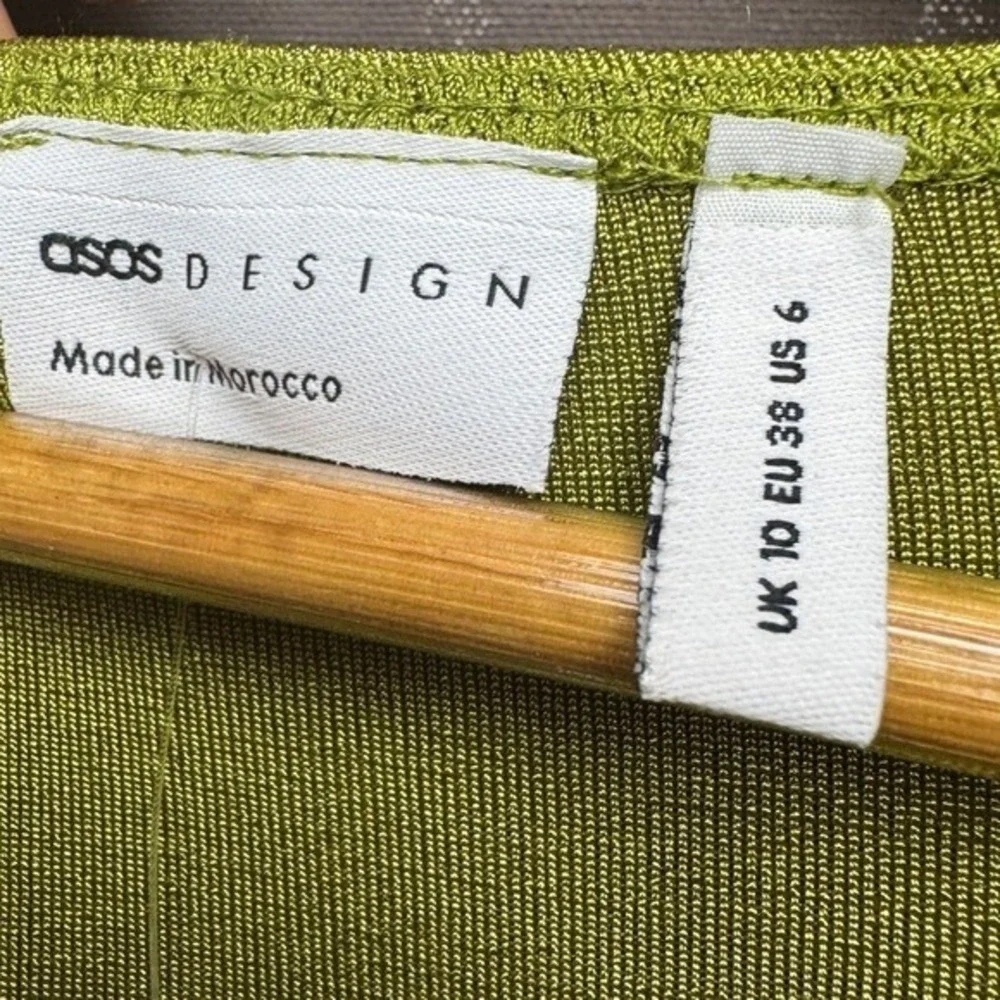 asos DESIGN
Made in Morocco
UK 10 EU 38 US 6